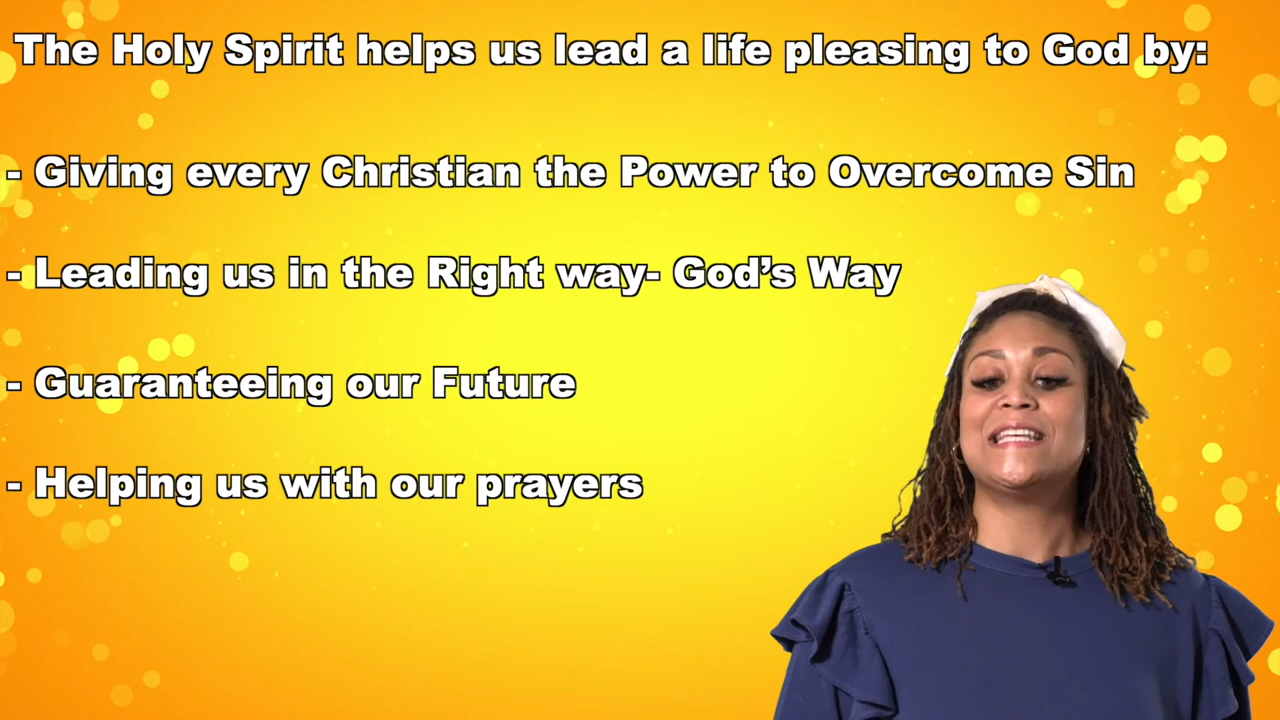 The Holy Spirit helps us lead a life pleasing to God by:
- Giving every Christian the Power to Overcome Sin
- Leading us in the Right way- God’s Way
- Guaranteeing our Future
- Helping us with our prayers